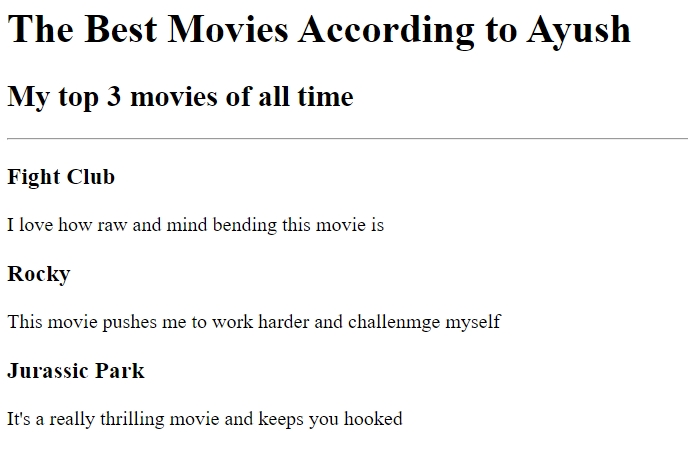 The Best Movies According to Ayush
My top 3 movies of all time
Fight Club
I love how raw and mind bending this movie is
Rocky
This movie pushes me to work harder and challenmge myself
Jurassic Park
It's a really thrilling movie and keeps you hooked